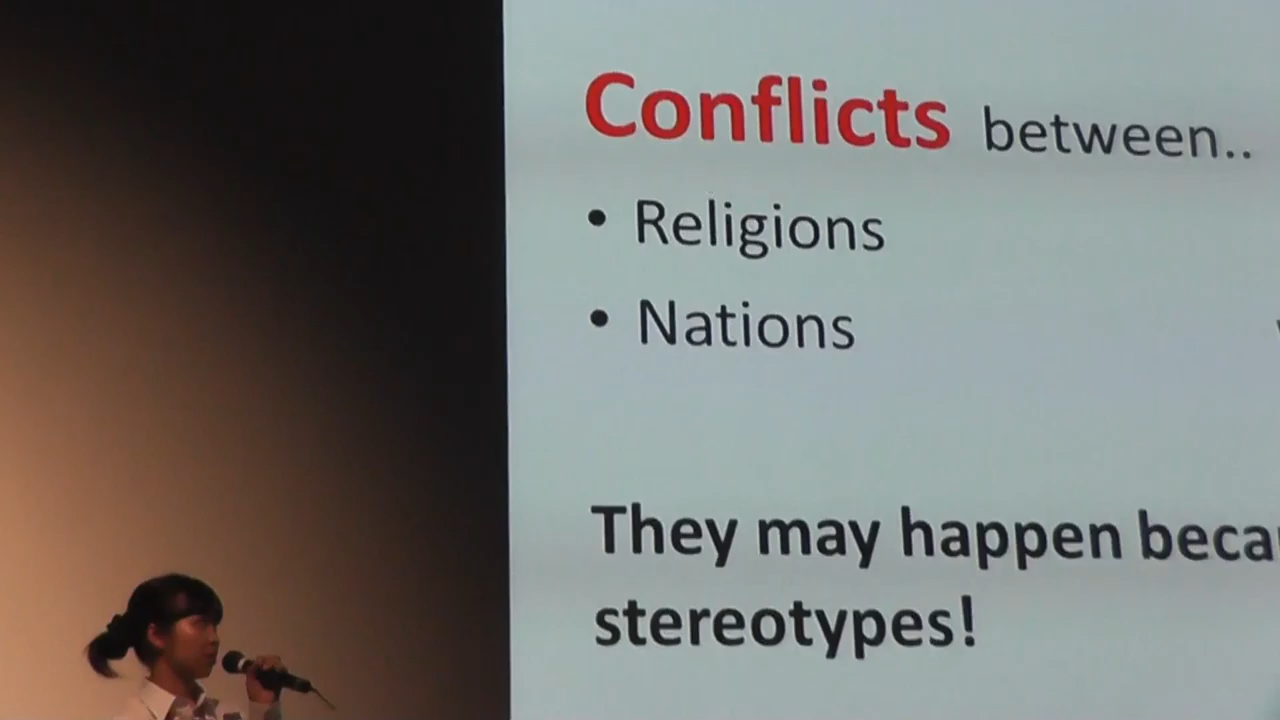 Conflicts between..
• Religions
• Nations
They may happen beca
stereotypes!